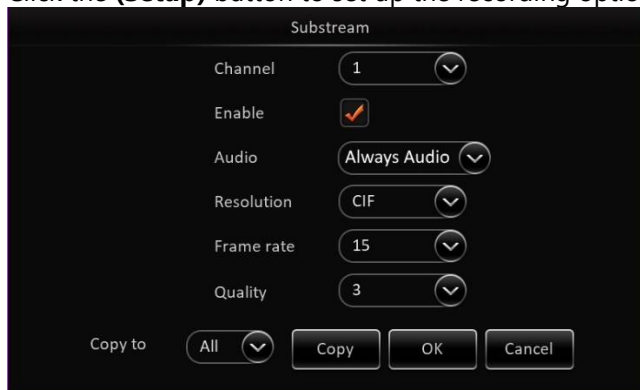 Click the (Setup) button to set up the recording optio
Substream
Channel 1
Enable
Audio Always Audio
Resolution CIF
Frame rate 15
Quality 3
Copy to All Copy OK Cancel